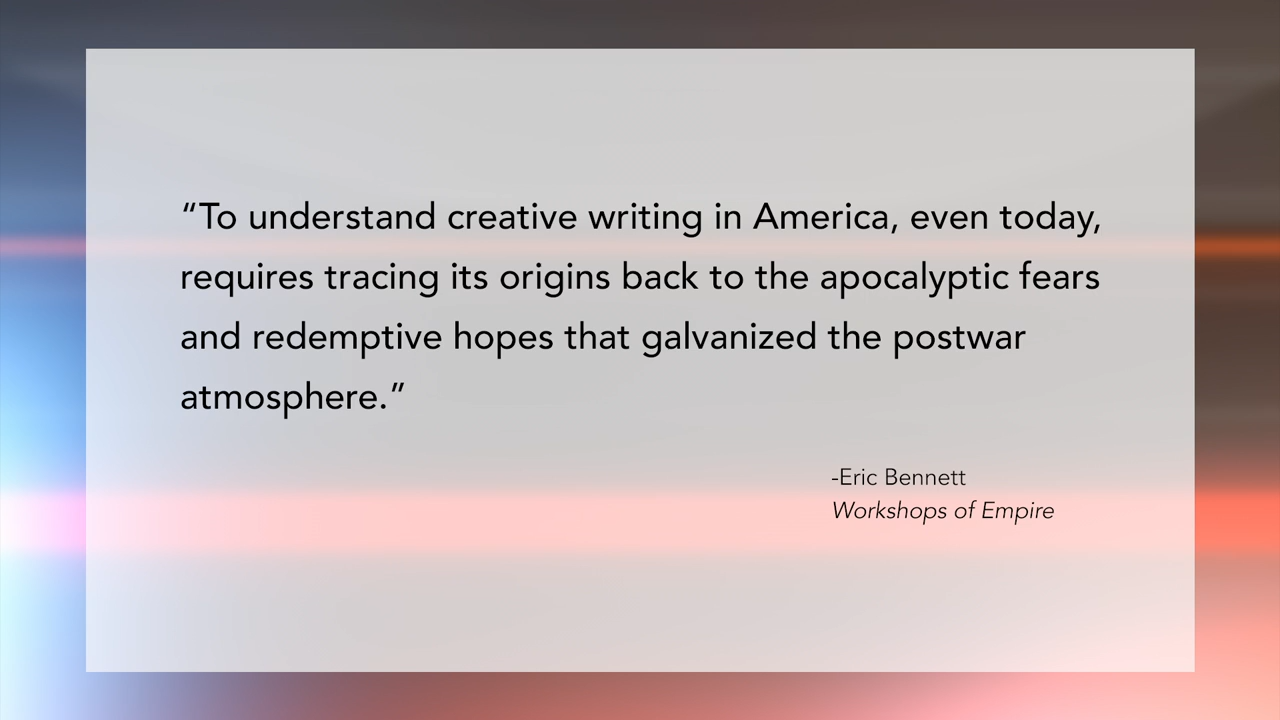 “To understand creative writing in America, even today,
requires tracing its origins back to the apocalyptic fears
and redemptive hopes that galvanized the postwar
atmosphere.”
-Eric Bennett
Workshops of Empire